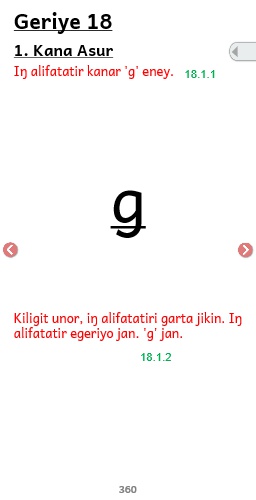 Geriye 18
1. Kana Asur
Iŋ alifatatir kanar 'g' eney. 18.1.1
g
Kiligit unor, iŋ alifatatiri garta jikin. Iŋ
alifatatir egeriyo jan. 'g' jan.
18.1.2
360